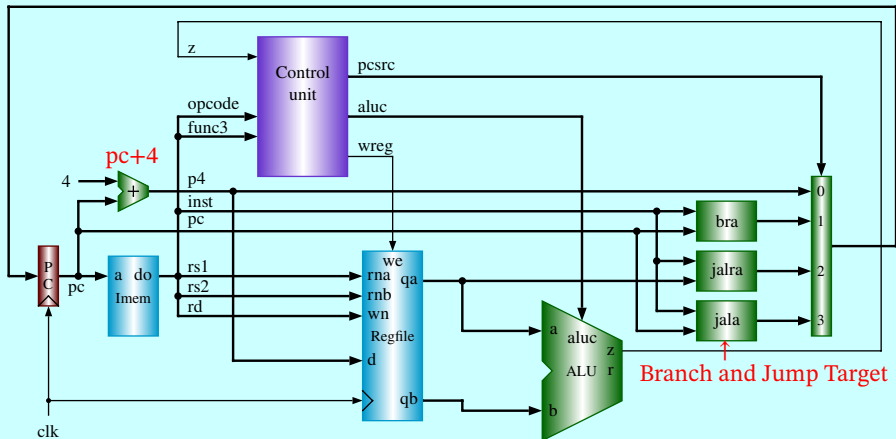 z
Control
unit
pcsrc
opcode
aluc
func3
wreg
pc+4
4
+
p4
0
inst
pc
bra
1
P
C
pc
a do
Imem
rs1
rs2
rd
we
rna
qa
rnb
wn
Regfile
d
qb
jalra
2
jala
3
a
aluc
z
ALU
r
b
Branch and Jump Target
clk